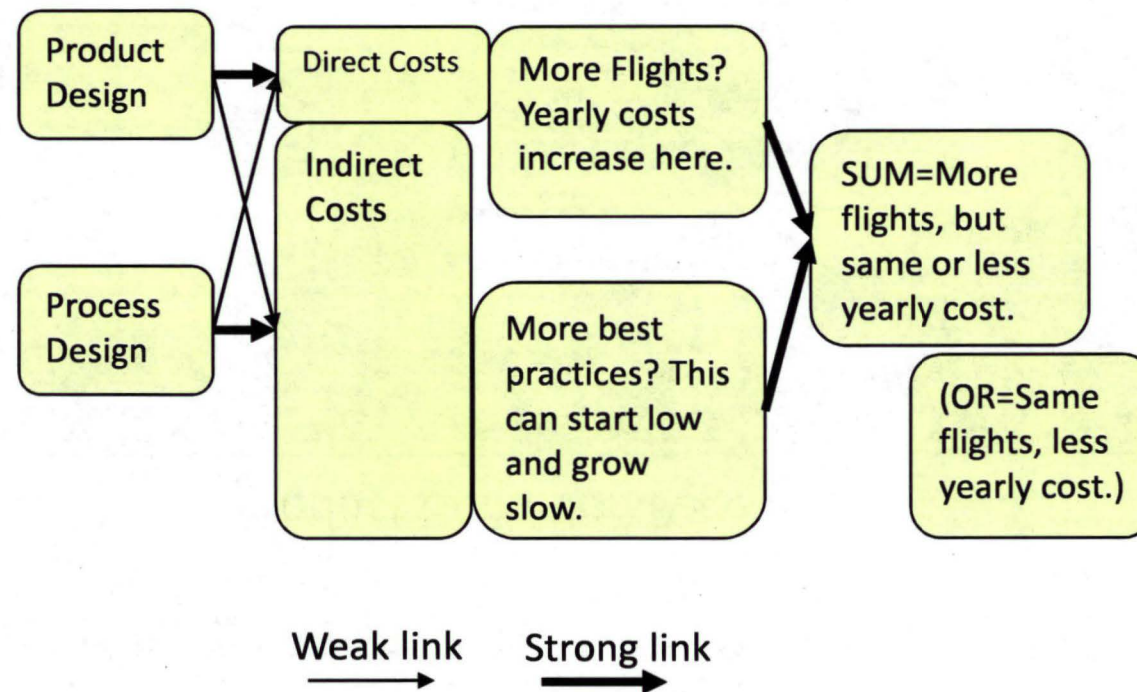 Product
Design
Direct Costs
More Flights?
Yearly costs
increase here.
Indirect
Costs
SUM=More
flights, but
same or less
yearly cost.
Process
Design
More best
practices? This
can start low
and grow
slow.
(OR=Same
flights, less
yearly cost.)
Weak link
Strong link